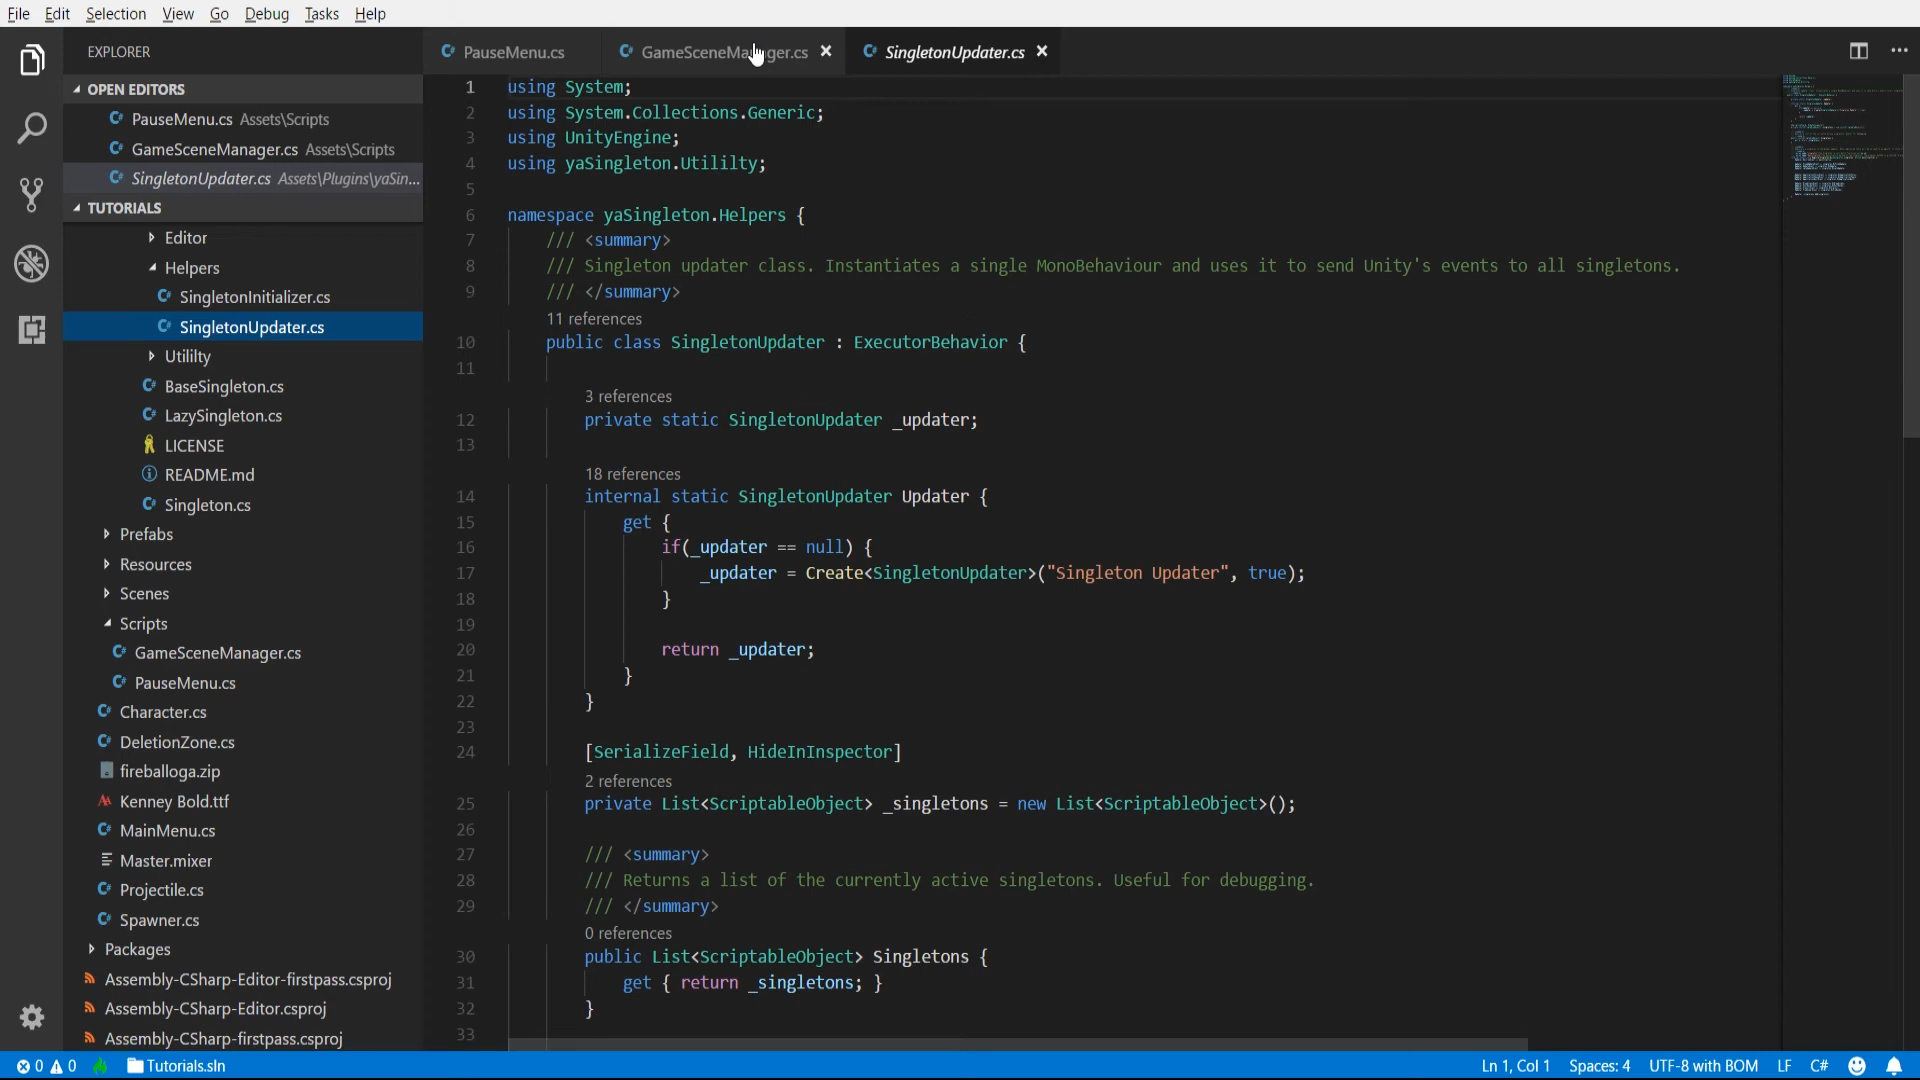 File Edit Selection View Go Debug Tasks Help
EXPLORER
OPEN EDITORS
PauseMenu.cs Assets\Scripts
GameSceneManager.cs Assets\Scripts
SingletonUpdater.cs Assets\Plugins\yaSin...
TUTORIALS
Editor
Helpers
SingletonInitializer.cs
SingletonUpdater.cs
Utililty
BaseSingleton.cs
LazySingleton.cs
LICENSE
README.md
Singleton.cs
Prefabs
Resources
Scenes
Scripts
GameSceneManager.cs
PauseMenu.cs
Character.cs
DeletionZone.cs
fireballoga.zip
Kenney Bold.ttf
MainMenu.cs
Master.mixer
Projectile.cs
Spawner.cs
Packages
Assembly-CSharp-Editor-firstpass.csproj
Assembly-CSharp-Editor.csproj
Assembly-CSharp-firstpass.csproj
PauseMenu.cs GameSceneManager.cs SingletonUpdater.cs
1 using System;
2 using System.Collections.Generic;
3 using UnityEngine;
4 using yaSingleton.Utililty;
5
6 namespace yaSingleton.Helpers {
7 /// <summary>
8 /// Singleton updater class. Instantiates a single MonoBehaviour and uses it to send Unity's events to all singletons.
9 /// </summary>
11 references
10 public class SingletonUpdater : ExecutorBehavior {
11
3 references
12 private static SingletonUpdater _updater;
13
18 references
14 internal static SingletonUpdater Updater {
15 get {
16 if(_updater == null) {
17 _updater = Create<SingletonUpdater>("Singleton Updater", true);
18 }
19
20 return _updater;
21 }
22 }
23
24 [SerializeField, HideInInspector]
2 references
25 private List<ScriptableObject> _singletons = new List<ScriptableObject>();
26
27 /// <summary>
28 /// Returns a list of the currently active singletons. Useful for debugging.
29 /// </summary>
0 references
30 public List<ScriptableObject> Singletons {
31 get { return _singletons; }
32 }
33
0 0 Tutorials.sln Ln 1, Col 1 Spaces: 4 UTF-8 with BOM LF C#